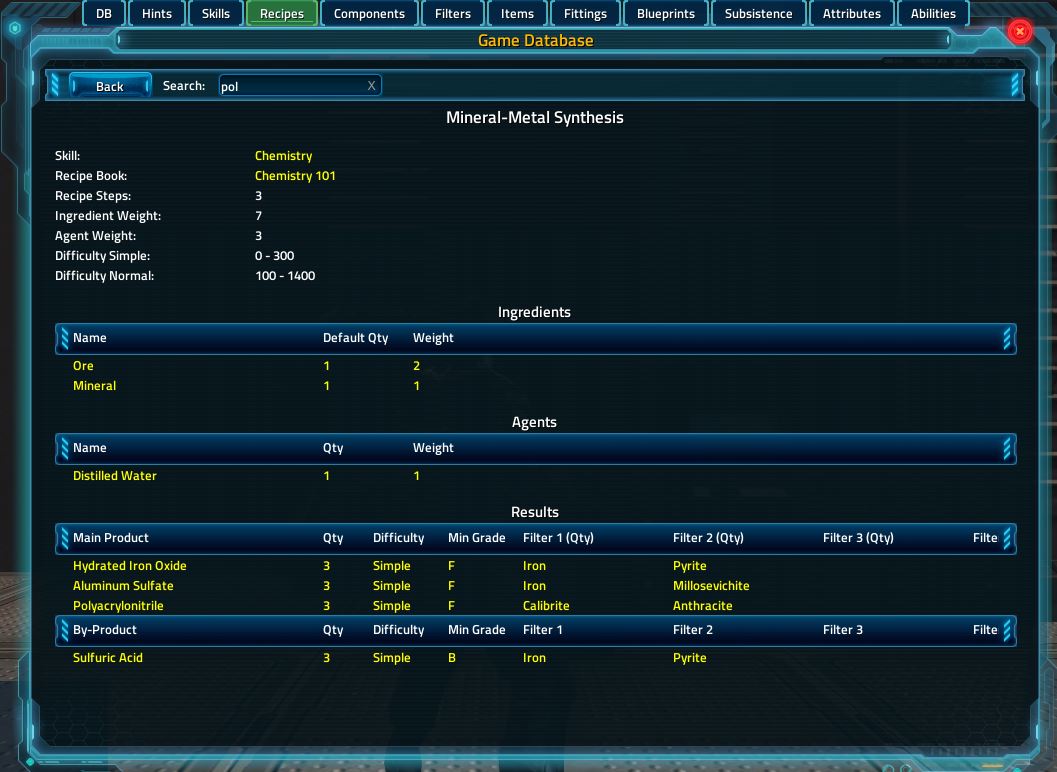 DB Hints Skills Recipes Components Filters Items Fittings Blueprints Subsistence Attributes Abilities
Game Database
Back Search: pol X
Mineral-Metal Synthesis
Skill: Chemistry
Recipe Book: Chemistry 101
Recipe Steps: 3
Ingredient Weight: 7
Agent Weight: 3
Difficulty Simple: 0 - 300
Difficulty Normal: 100 - 1400
Ingredients
Name Default Qty Weight
Ore 1 2
Mineral 1 1
Agents
Name Qty Weight
Distilled Water 1 1
Results
Main Product Qty Difficulty Min Grade Filter 1 (Qty) Filter 2 (Qty) Filter 3 (Qty) Filte
Hydrated Iron Oxide 3 Simple F Iron Pyrite
Aluminum Sulfate 3 Simple F Iron Millosevichite
Polyacrylonitrile 3 Simple F Calibrite Anthracite
By-Product Qty Difficulty Min Grade Filter 1 Filter 2 Filter 3 Filte
Sulfuric Acid 3 Simple B Iron Pyrite